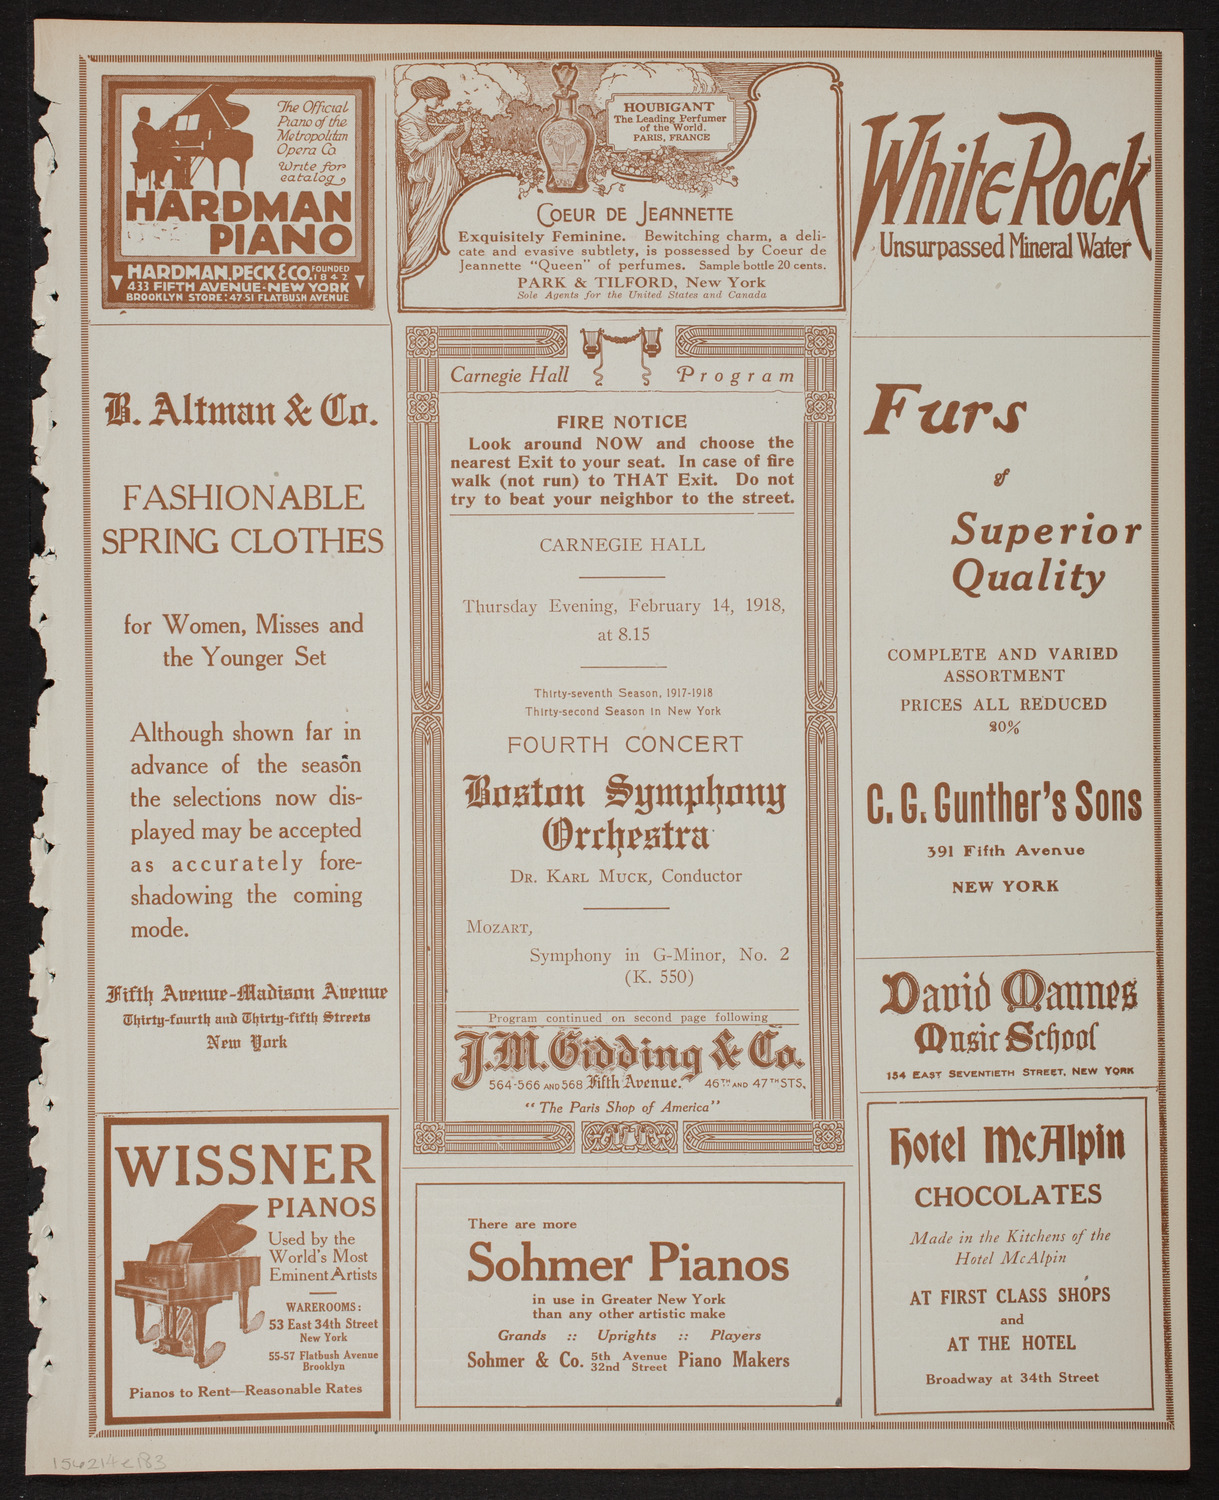 The Official
Piano of the
Metropolitan
Opera Co.
Write for
catalog
HARDMAN
PIANO
HARDMAN, PECK & CO. FOUNDED 1842
433 FIFTH AVENUE·NEW YORK
BROOKLYN STORE: 47-51 FLATBUSH AVENUE
HOUBIGANT
The Leading Perfumer
of the World.
PARIS, FRANCE
COEUR DE JEANNETTE
Exquisitely Feminine. Bewitching charm, a deli-
cate and evasive subtlety, is possessed by Coeur de
Jeannette "Queen" of perfumes. Sample bottle 20 cents.
PARK & TILFORD, New York
Sole Agents for the United States and Canada
White Rock
Unsurpassed Mineral Water
B. Altman & Co.
FASHIONABLE
SPRING CLOTHES
for Women, Misses and
the Younger Set
Although shown far in
advance of the season
the selections now dis-
played may be accepted
as accurately fore-
shadowing the coming
mode.
Fifth Avenue-Madison Avenue
Thirty-fourth and Thirty-fifth Streets
New York
WISSNER
PIANOS
Used by the
World's Most
Eminent Artists
WAREROOMS:
53 East 34th Street
New York
55-57 Flatbush Avenue
Brooklyn
Pianos to Rent—Reasonable Rates
Carnegie Hall Program
FIRE NOTICE
Look around NOW and choose the
nearest Exit to your seat. In case of fire
walk (not run) to THAT Exit. Do not
try to beat your neighbor to the street.
CARNEGIE HALL
Thursday Evening, February 14, 1918,
at 8.15
Thirty-seventh Season, 1917-1918
Thirty-second Season in New York
FOURTH CONCERT
Boston Symphony
Orchestra
DR. KARL MUCK, Conductor
MOZART,
Symphony in G-Minor, No. 2
(K. 550)
Program continued on second page following
J.M. Gidding & Co.
564-566 AND 568 Fifth Avenue. 46TH AND 47TH STS.
"The Paris Shop of America"
There are more
Sohmer Pianos
in use in Greater New York
than any other artistic make
Grands :: Uprights :: Players
Sohmer & Co. 5th Avenue 32nd Street Piano Makers
Furs
of
Superior
Quality
COMPLETE AND VARIED
ASSORTMENT
PRICES ALL REDUCED
20%
C. G. Gunther's Sons
391 Fifth Avenue
NEW YORK
David Mannes
Music School
154 EAST SEVENTIETH STREET, NEW YORK
Hotel McAlpin
CHOCOLATES
Made in the Kitchens of the
Hotel McAlpin
AT FIRST CLASS SHOPS
and
AT THE HOTEL
Broadway at 34th Street